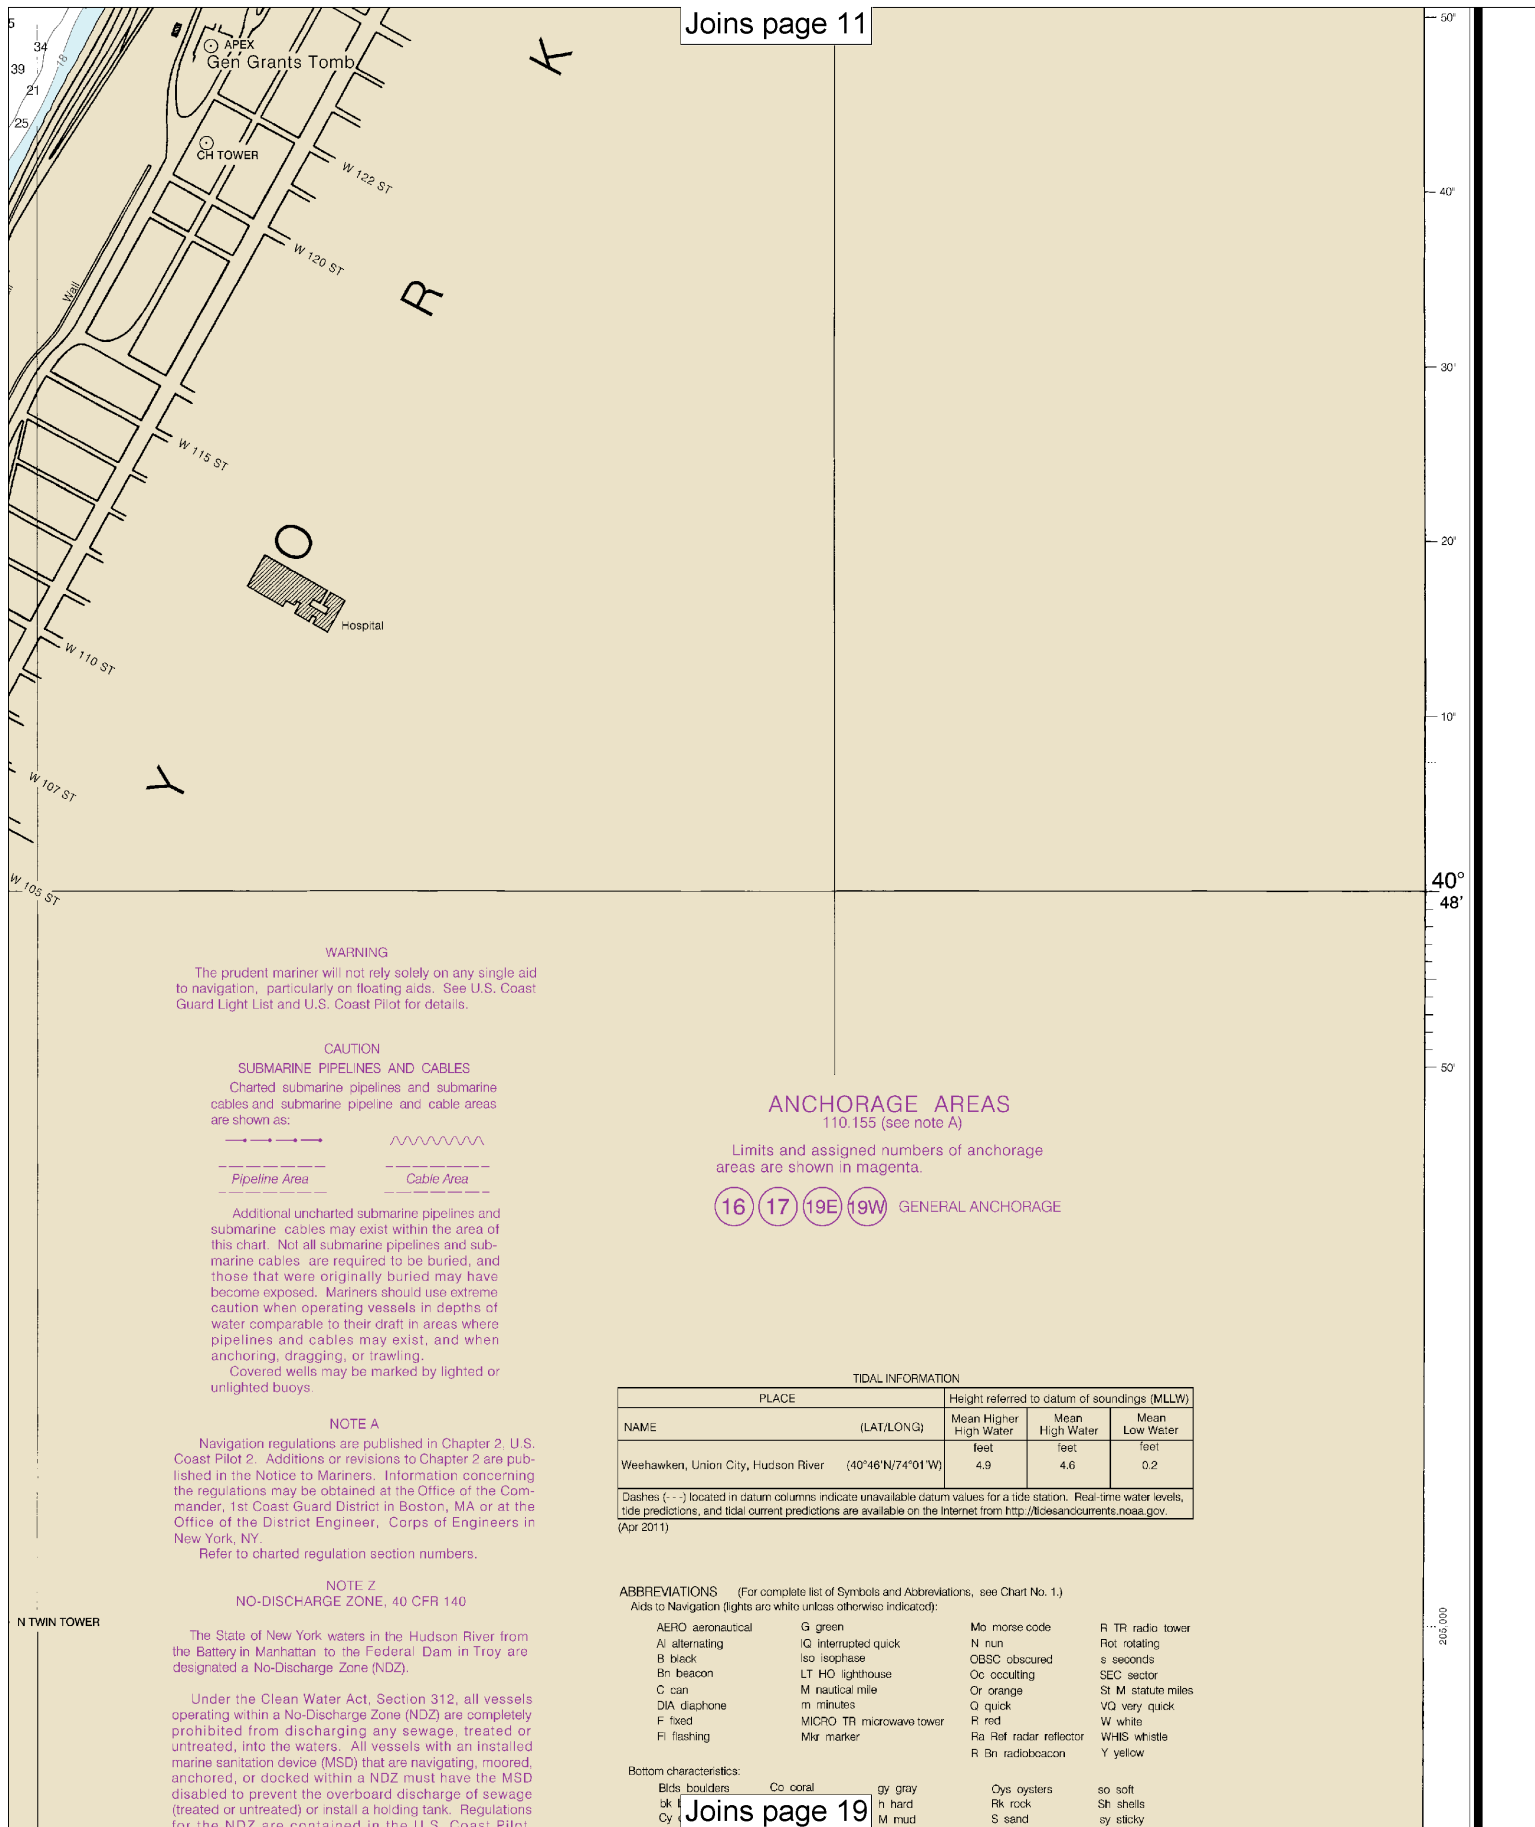 Joins page 11
50"
5
34
39
18
21
25
APEX
Gen Grants Tomb
CH TOWER
K
W 122 ST
40"
W 120 ST
R
Wall
30"
W 115 ST
20"
O
Hospital
W 110 ST
10"
Y
W 107 ST
W 105 ST
40°
48'
WARNING
The prudent mariner will not rely solely on any single aid
to navigation, particularly on floating aids. See U.S. Coast
Guard Light List and U.S. Coast Pilot for details.
CAUTION
SUBMARINE PIPELINES AND CABLES
Charted submarine pipelines and submarine
cables and submarine pipeline and cable areas
are shown as:
Pipeline Area Cable Area
Additional uncharted submarine pipelines and
submarine cables may exist within the area of
this chart. Not all submarine pipelines and sub-
marine cables are required to be buried, and
those that were originally buried may have
become exposed. Mariners should use extreme
caution when operating vessels in depths of
water comparable to their draft in areas where
pipelines and cables may exist, and when
anchoring, dragging, or trawling.
Covered wells may be marked by lighted or
unlighted buoys.
50"
ANCHORAGE AREAS
110.155 (see note A)
Limits and assigned numbers of anchorage
areas are shown in magenta.
16 17 19E 19W GENERAL ANCHORAGE
NOTE A
Navigation regulations are published in Chapter 2, U.S.
Coast Pilot 2. Additions or revisions to Chapter 2 are pub-
lished in the Notice to Mariners. Information concerning
the regulations may be obtained at the Office of the Com-
mander, 1st Coast Guard District in Boston, MA or at the
Office of the District Engineer, Corps of Engineers in
New York, NY.
Refer to charted regulation section numbers.
TIDAL INFORMATION
PLACE Height referred to datum of soundings (MLLW)
NAME (LAT/LONG) Mean Higher High Water Mean High Water Mean Low Water
feet feet feet
Weehawken, Union City, Hudson River (40°46'N/74°01'W) 4.9 4.6 0.2
Dashes (- - -) located in datum columns indicate unavailable datum values for a tide station. Real-time water levels,
tide predictions, and tidal current predictions are available on the Internet from http://tidesandcurrents.noaa.gov.
(Apr 2011)
NOTE Z
NO-DISCHARGE ZONE, 40 CFR 140
The State of New York waters in the Hudson River from
the Battery in Manhattan to the Federal Dam in Troy are
designated a No-Discharge Zone (NDZ).
Under the Clean Water Act, Section 312, all vessels
operating within a No-Discharge Zone (NDZ) are completely
prohibited from discharging any sewage, treated or
untreated, into the waters. All vessels with an installed
marine sanitation device (MSD) that are navigating, moored,
anchored, or docked within a NDZ must have the MSD
disabled to prevent the overboard discharge of sewage
(treated or untreated) or install a holding tank. Regulations
for the NDZ are contained in the U.S. Coast Pilot.
N TWIN TOWER
205,000
ABBREVIATIONS (For complete list of Symbols and Abbreviations, see Chart No. 1.)
Aids to Navigation (lights are white unless otherwise indicated):
AERO aeronautical G green Mo morse code R TR radio tower
Al alternating IQ interrupted quick N nun Rot rotating
B black Iso isophase OBSC obscured s seconds
Bn beacon LT HO lighthouse Oc occulting SEC sector
C can M nautical mile Or orange St M statute miles
DIA diaphone m minutes Q quick VQ very quick
F fixed MICRO TR microwave tower R red W white
Fl flashing Mkr marker Ra Ref radar reflector WHIS whistle
R Bn radiobeacon Y yellow
Bottom characteristics:
Blds boulders Co coral gy gray Oys oysters so soft
bk h hard Rk rock Sh shells
Cy M mud S sand sy sticky
Joins page 19